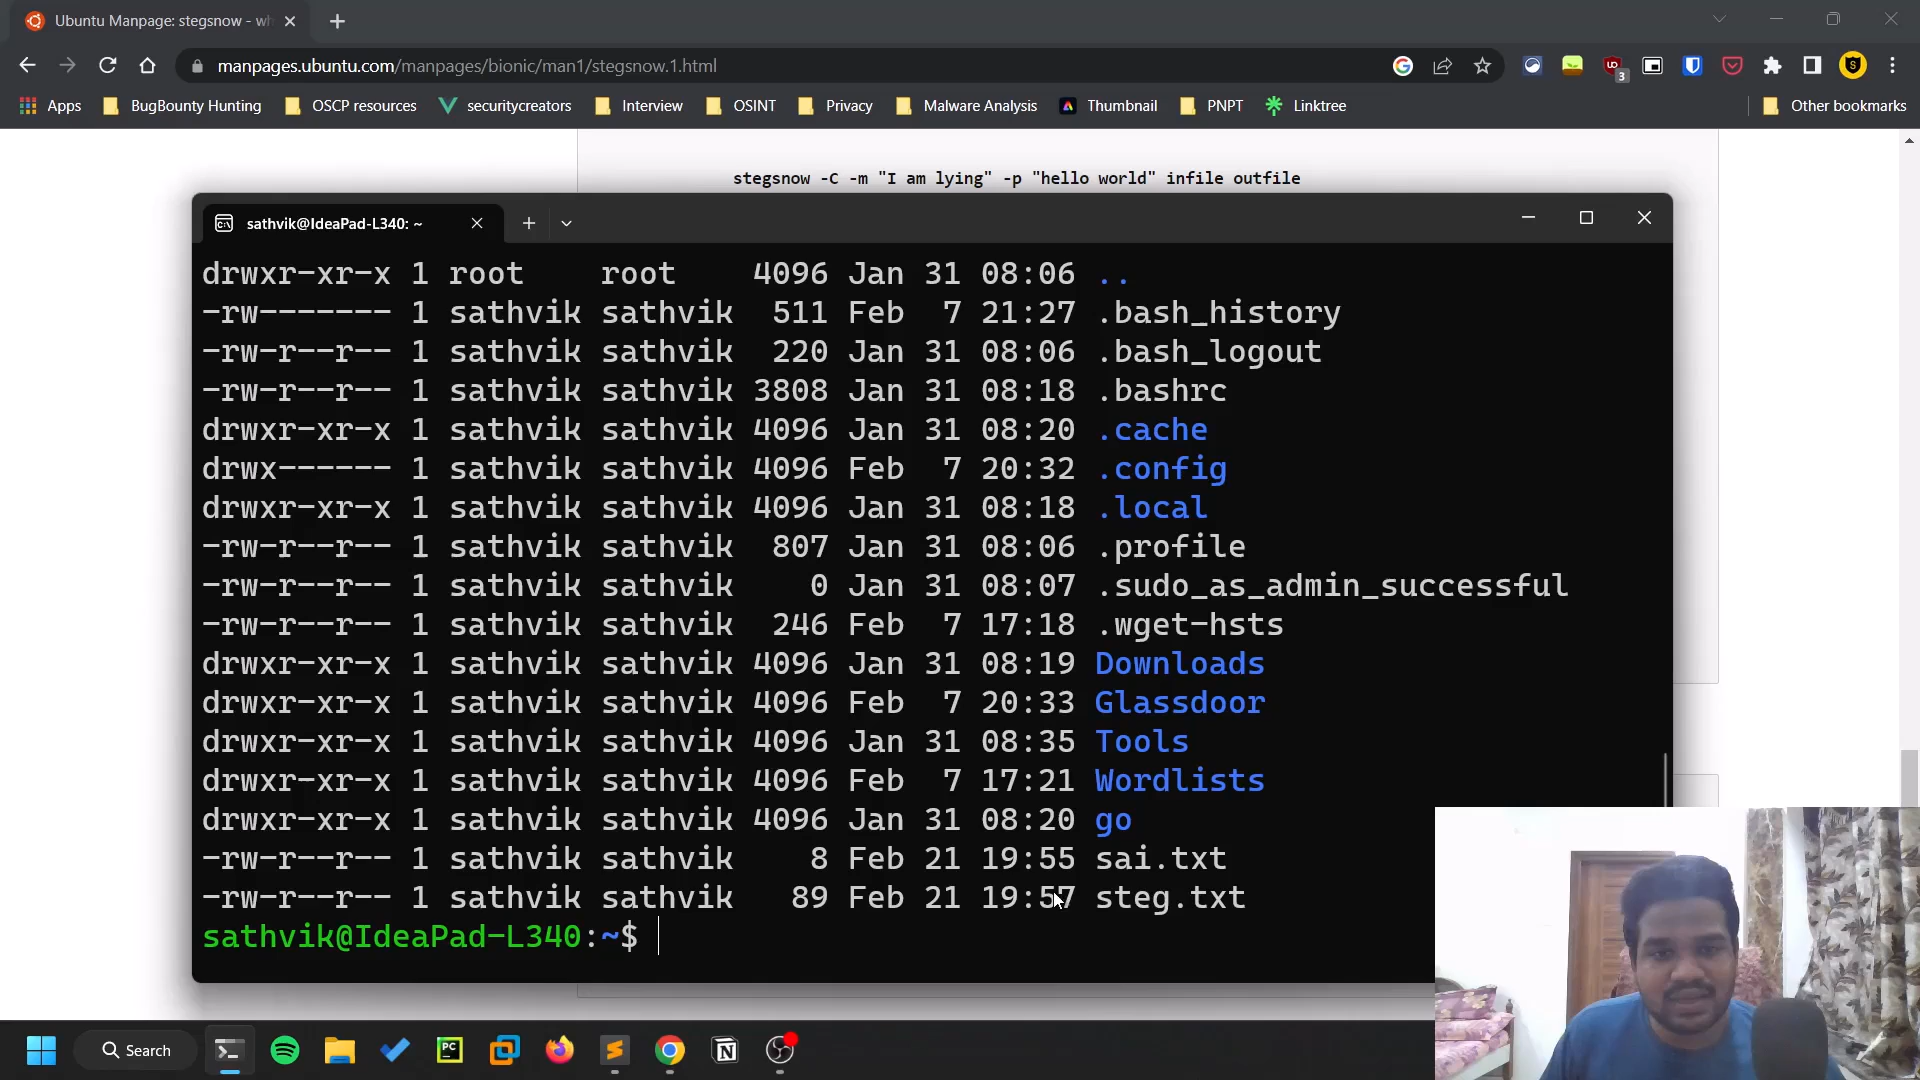 Ubuntu Manpage: stegsnow - wh
manpages.ubuntu.com/manpages/bionic/man1/stegsnow.1.html
3
S
Apps
BugBounty Hunting
OSCP resources
securitycreators
Interview
OSINT
Privacy
Malware Analysis
Thumbnail
PNPT
Linktree
Other bookmarks
stegsnow -C -m "I am lying" -p "hello world" infile outfile
sathvik@IdeaPad-L340: ~
drwxr-xr-x 1 root    root    4096 Jan 31 08:06 ..
-rw------- 1 sathvik sathvik  511 Feb  7 21:27 .bash_history
-rw-r--r-- 1 sathvik sathvik  220 Jan 31 08:06 .bash_logout
-rw-r--r-- 1 sathvik sathvik 3808 Jan 31 08:18 .bashrc
drwxr-xr-x 1 sathvik sathvik 4096 Jan 31 08:20 .cache
drwx------ 1 sathvik sathvik 4096 Feb  7 20:32 .config
drwxr-xr-x 1 sathvik sathvik 4096 Jan 31 08:18 .local
-rw-r--r-- 1 sathvik sathvik  807 Jan 31 08:06 .profile
-rw-r--r-- 1 sathvik sathvik    0 Jan 31 08:07 .sudo_as_admin_successful
-rw-r--r-- 1 sathvik sathvik  246 Feb  7 17:18 .wget-hsts
drwxr-xr-x 1 sathvik sathvik 4096 Jan 31 08:19 Downloads
drwxr-xr-x 1 sathvik sathvik 4096 Feb  7 20:33 Glassdoor
drwxr-xr-x 1 sathvik sathvik 4096 Jan 31 08:35 Tools
drwxr-xr-x 1 sathvik sathvik 4096 Feb  7 17:21 Wordlists
drwxr-xr-x 1 sathvik sathvik 4096 Jan 31 08:20 go
-rw-r--r-- 1 sathvik sathvik    8 Feb 21 19:55 sai.txt
-rw-r--r-- 1 sathvik sathvik   89 Feb 21 19:57 steg.txt
sathvik@IdeaPad-L340:~$
Search
PC